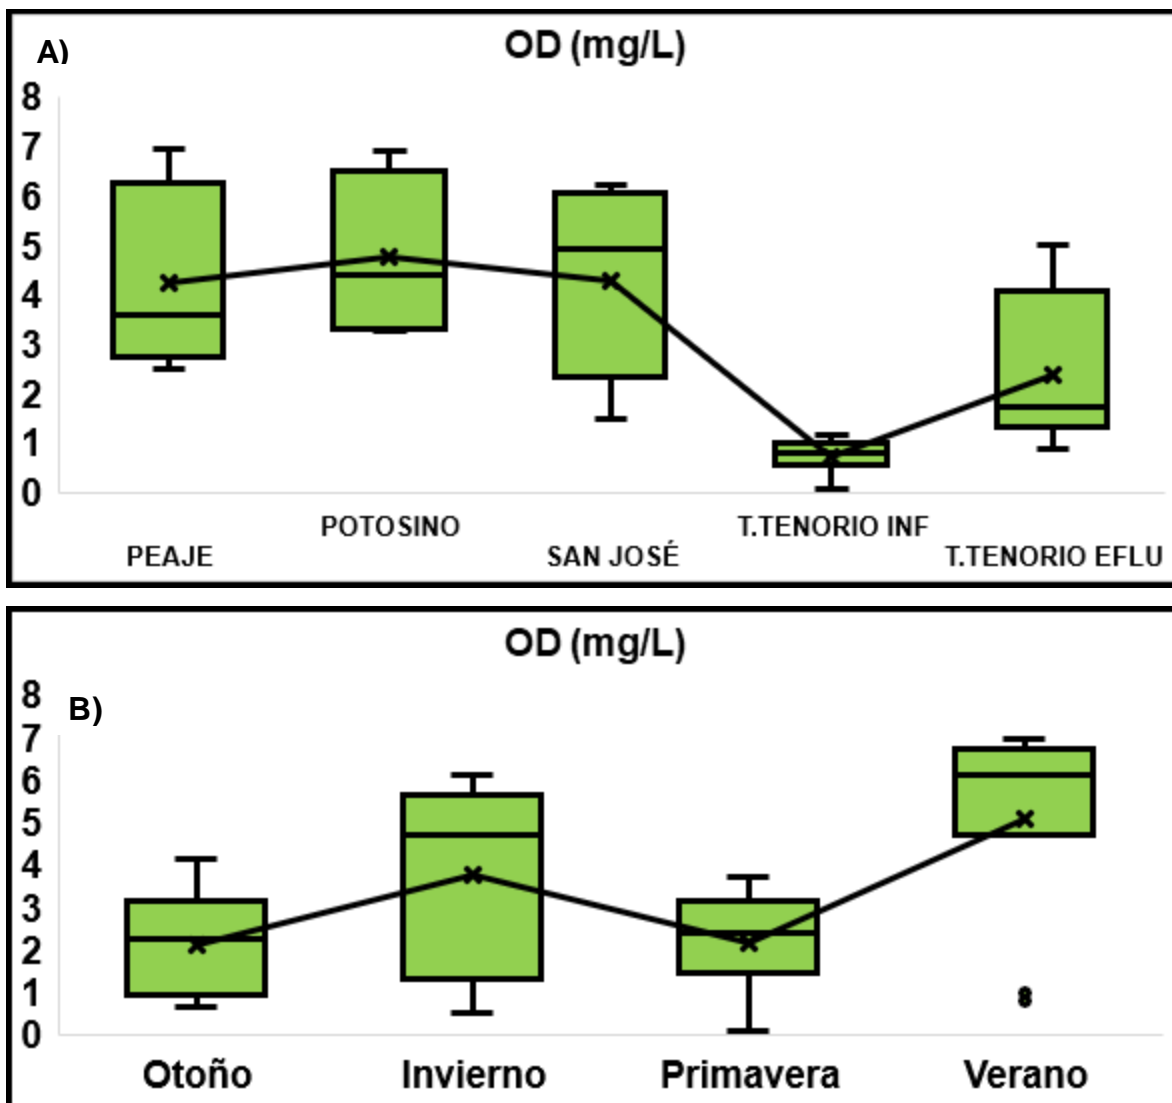 A)
OD (mg/L)
8
7
6
5
4
3
2
1
0
POTOSINO T.TENORIO INF
PEAJE SAN JOSÉ T.TENORIO EFLU
OD (mg/L)
B)
8
7
6
5
4
3
2
1
0
Otoño Invierno Primavera Verano